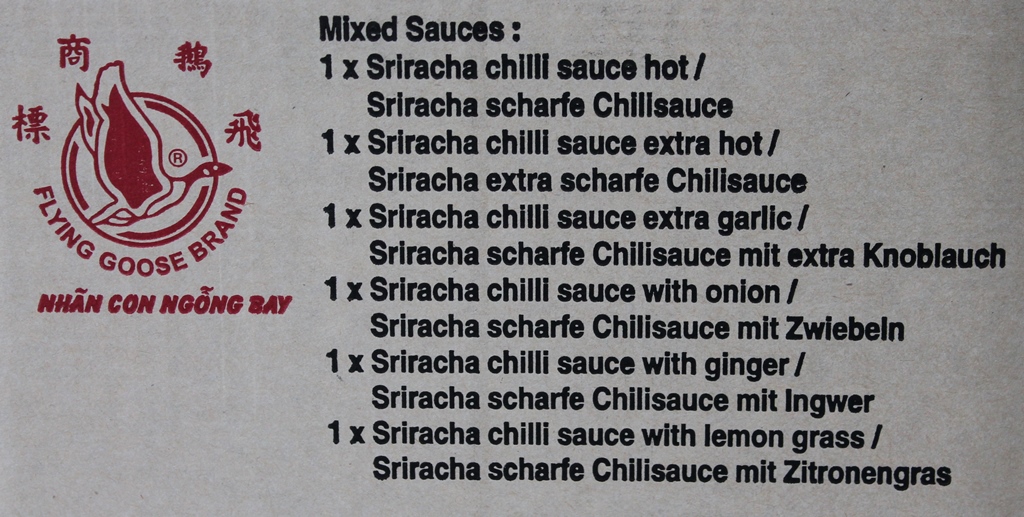 商 鵝
標 飛
®
FLYING GOOSE BRAND
NHÃN CON NGỖNG BAY
Mixed Sauces :
1 x Sriracha chilli sauce hot /
Sriracha scharfe Chilisauce
1 x Sriracha chilli sauce extra hot /
Sriracha extra scharfe Chilisauce
1 x Sriracha chilli sauce extra garlic /
Sriracha scharfe Chilisauce mit extra Knoblauch
1 x Sriracha chilli sauce with onion /
Sriracha scharfe Chilisauce mit Zwiebeln
1 x Sriracha chilli sauce with ginger /
Sriracha scharfe Chilisauce mit Ingwer
1 x Sriracha chilli sauce with lemon grass /
Sriracha scharfe Chilisauce mit Zitronengras